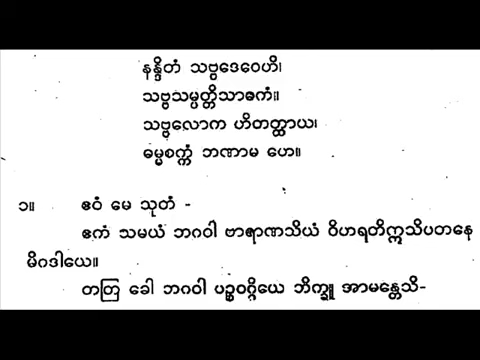 နန္ဒိတံ သဗ္ဗဒေဝေဟိ၊
သဗ္ဗသမ္ပတ္တိသာဓကံ။
သဗ္ဗလောက ဟိတတ္ထာယ၊
ဓမ္မစက္ကံ ဘဏာမ ဟေ။
၁။ ဧဝံ မေ သုတံ -
ဧကံ သမယံ ဘဂဝါ ဗာရာဏသိယံ ဝိဟရတိဣသိပတနေ
မိဂဒါယေ။
တတြ ခေါ ဘဂဝါ ပဉ္စဝဂ္ဂိယေ ဘိက္ခူ အာမန္တေသိ-